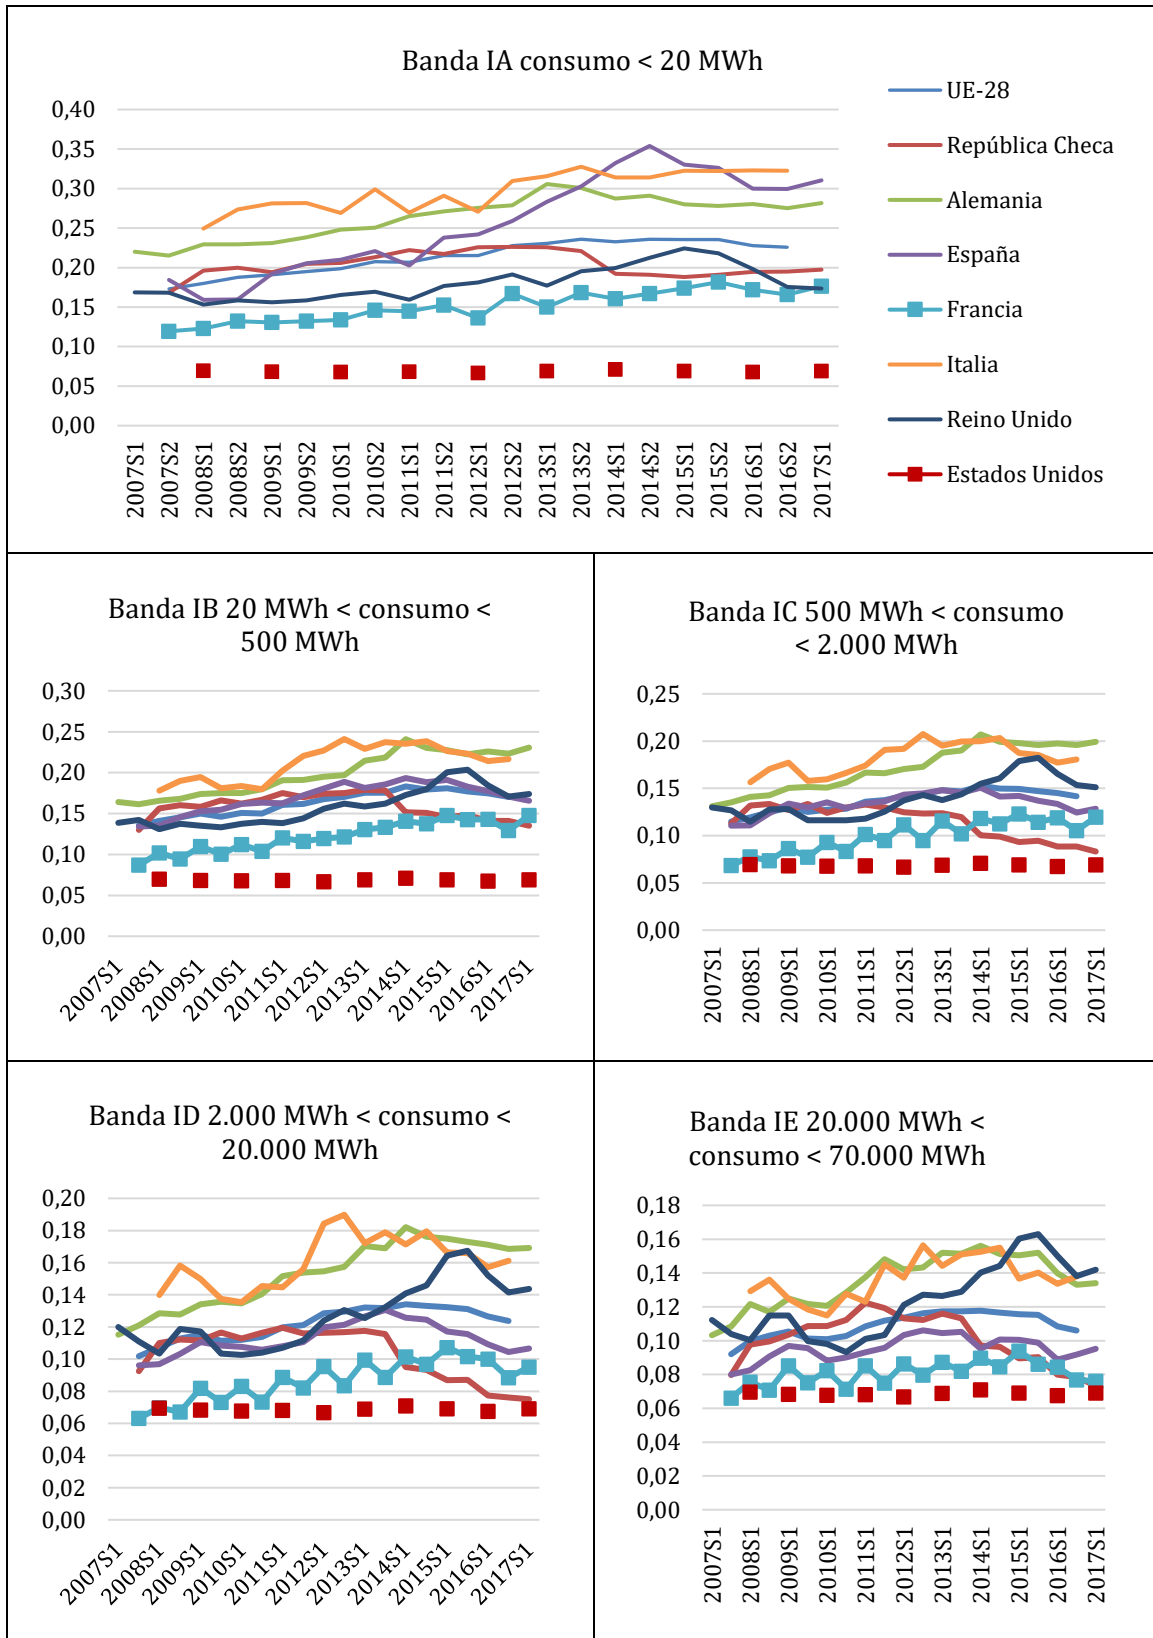 Banda IA consumo < 20 MWh
0,40
0,35
0,30
0,25
0,20
0,15
0,10
0,05
0,00
2007S1
2007S2
2008S1
2008S2
2009S1
2009S2
2010S1
2010S2
2011S1
2011S2
2012S1
2012S2
2013S1
2013S2
2014S1
2014S2
2015S1
2015S2
2016S1
2016S2
2017S1
UE-28
República Checa
Alemania
España
Francia
Italia
Reino Unido
Estados Unidos
Banda IB 20 MWh < consumo <
500 MWh
0,30
0,25
0,20
0,15
0,10
0,05
0,00
2007S1
2008S1
2009S1
2010S1
2011S1
2012S1
2013S1
2014S1
2015S1
2016S1
2017S1
Banda IC 500 MWh < consumo
< 2.000 MWh
0,25
0,20
0,15
0,10
0,05
0,00
2007S1
2008S1
2009S1
2010S1
2011S1
2012S1
2013S1
2014S1
2015S1
2016S1
2017S1
Banda ID 2.000 MWh < consumo <
20.000 MWh
0,20
0,18
0,16
0,14
0,12
0,10
0,08
0,06
0,04
0,02
0,00
2007S1
2008S1
2009S1
2010S1
2011S1
2012S1
2013S1
2014S1
2015S1
2016S1
2017S1
Banda IE 20.000 MWh <
consumo < 70.000 MWh
0,18
0,16
0,14
0,12
0,10
0,08
0,06
0,04
0,02
0,00
2007S1
2008S1
2009S1
2010S1
2011S1
2012S1
2013S1
2014S1
2015S1
2016S1
2017S1